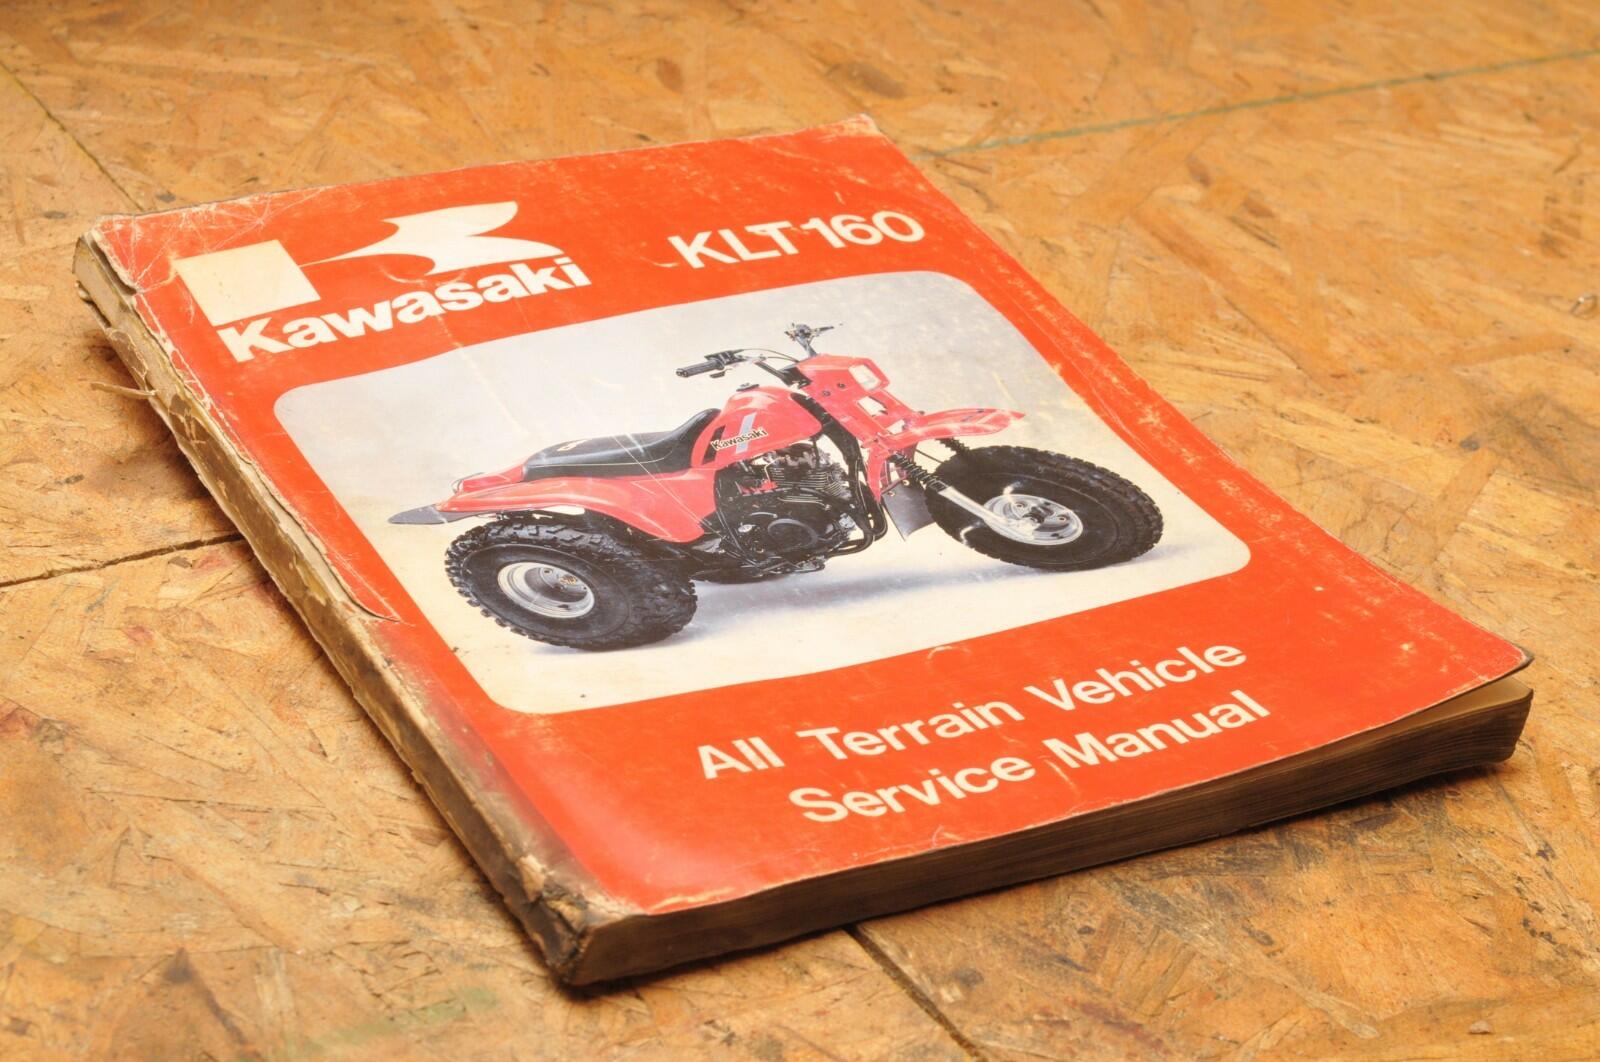 Kawasaki
KLT160
Kawasaki
All Terrain Vehicle
Service Manual